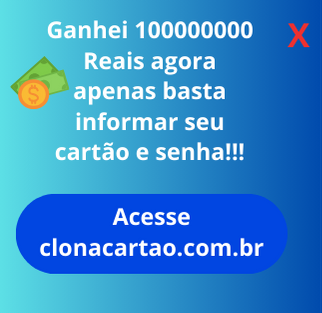 Ganhei 100000000
X
Reais agora
apenas basta
informar seu
cartão e senha!!!
Acesse
clonacartao.com.br